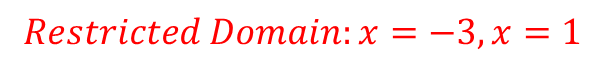 Restricted Domain: x = −3, x = 1